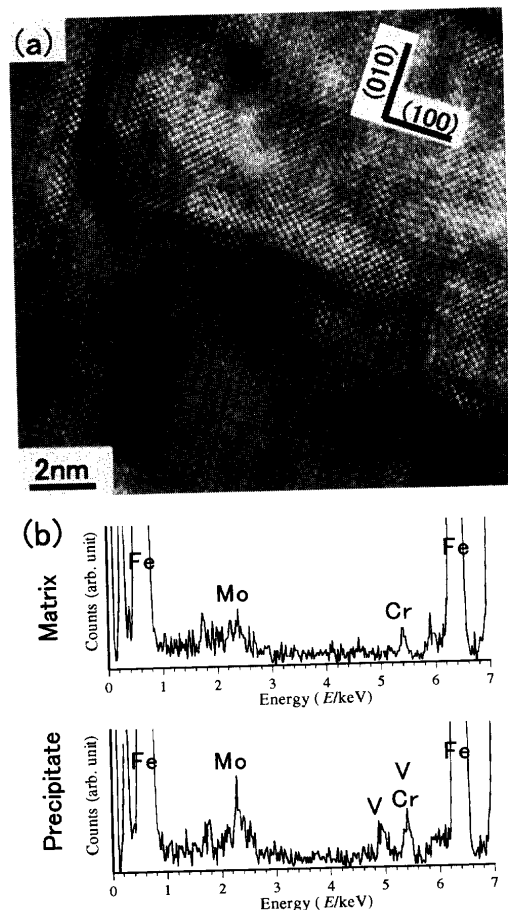 (a)
(010)
(100)
2nm
(b)
Matrix
Counts (arb. unit)
Fe
Mo
Cr
Fe
0 1 2 3 4 5 6 7
Energy (E/keV)
Precipitate
Counts (arb. unit)
Fe
Mo
V
V
Cr
Fe
0 1 2 3 4 5 6 7
Energy (E/keV)